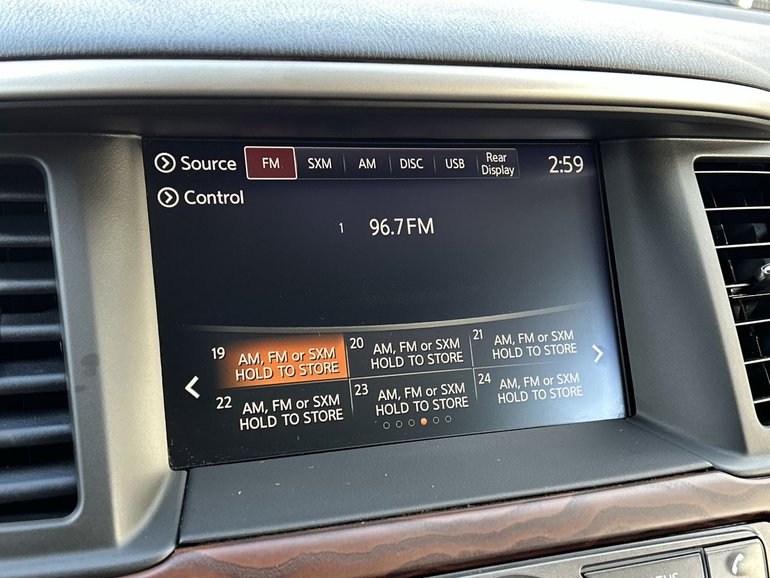 Source FM SXM AM DISC USB Rear Display 2:59
Control
1 96.7FM
19 AM, FM or SXM
HOLD TO STORE
20 AM, FM or SXM
HOLD TO STORE
21 AM, FM or SXM
HOLD TO STORE
22 AM, FM or SXM
HOLD TO STORE
23 AM, FM or SXM
HOLD TO STORE
24 AM, FM or SXM
HOLD TO STORE